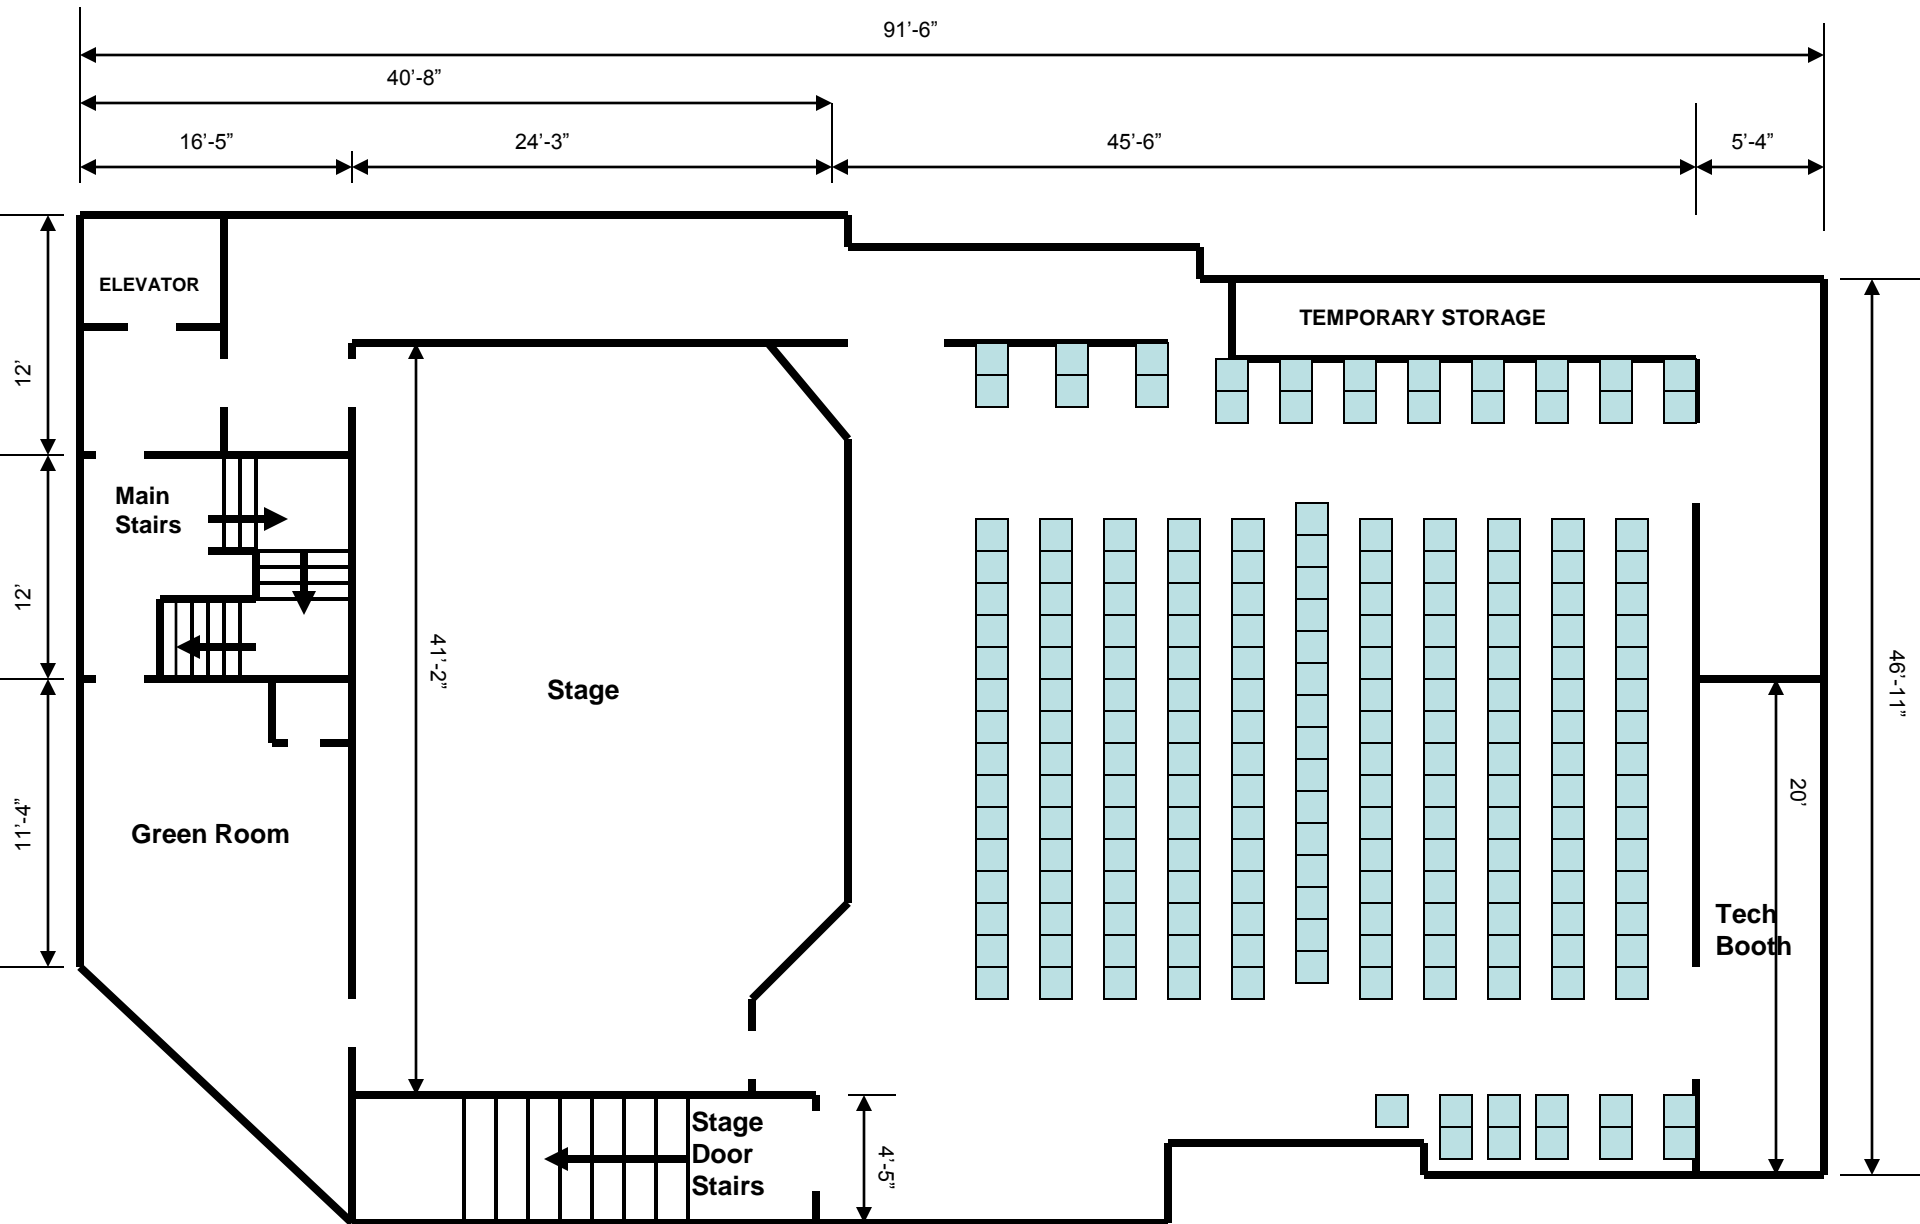 91’-6”
40’-8”
16’-5”
24’-3”
45’-6”
5’-4”
ELEVATOR
TEMPORARY STORAGE
12’
Main
Stairs
12’
41’-2”
Stage
46’-11”
20’
11’-4”
Green Room
Tech
Booth
Stage
Door
Stairs
4’-5”